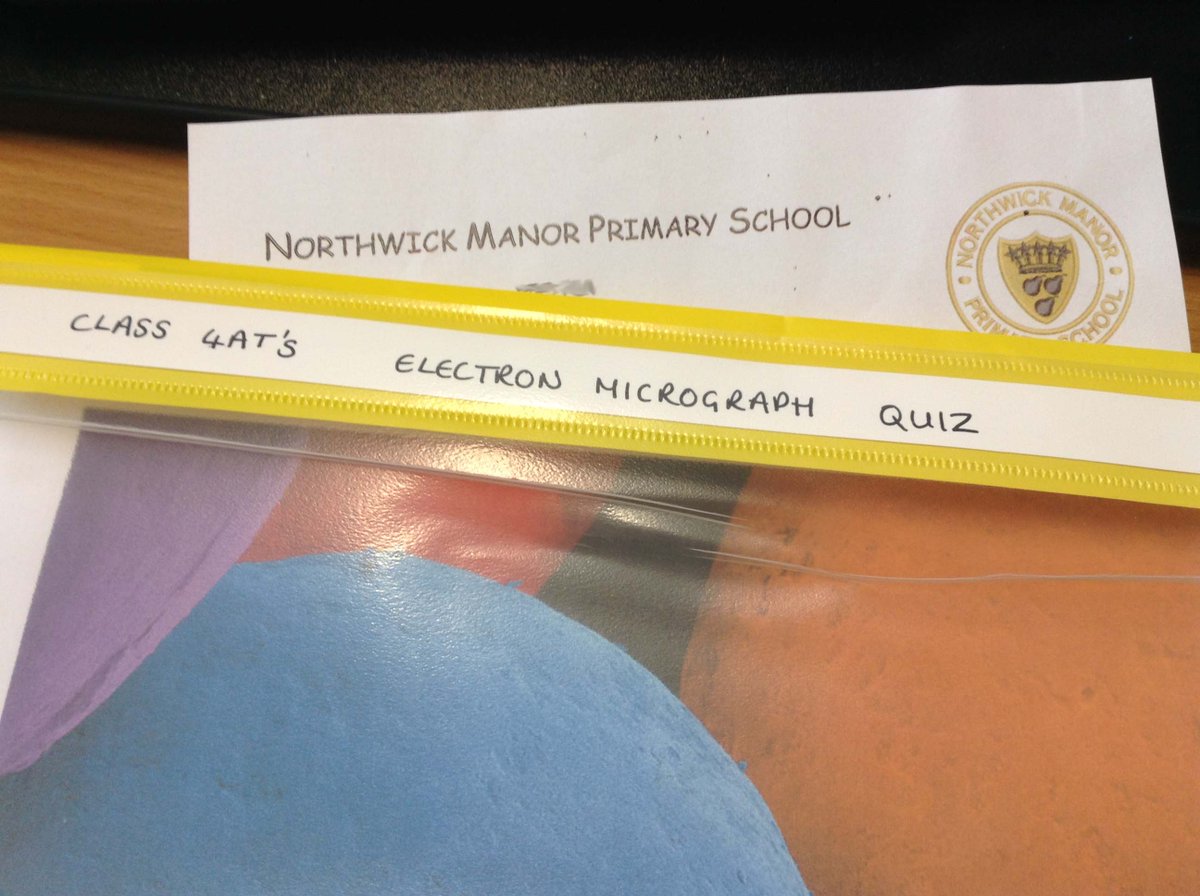 NORTHWICK MANOR PRIMARY SCHOOL
NORTHWICK MANOR
PRIMARY SCHOOL
CLASS 4AT'S ELECTRON MICROGRAPH QUIZ